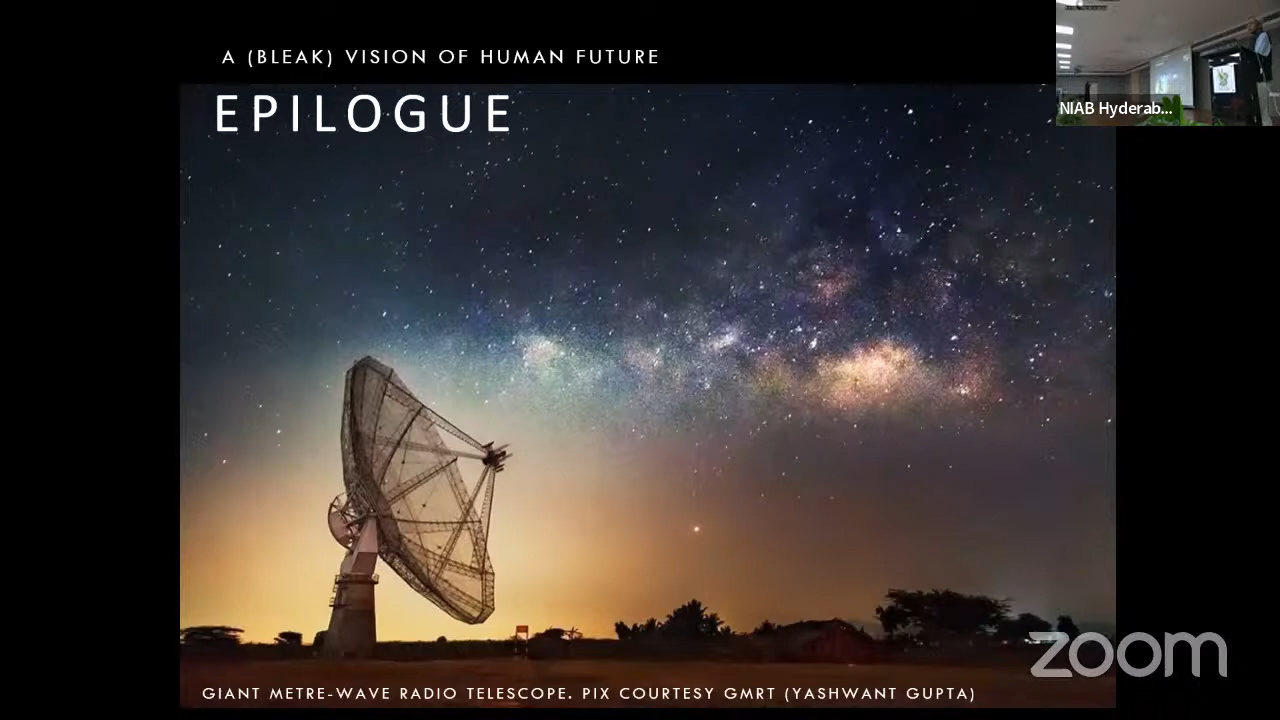 A (BLEAK) VISION OF HUMAN FUTURE
EPILOGUE
NIAB Hyderab...
zoom
GIANT METRE-WAVE RADIO TELESCOPE. PIX COURTESY GMRT (YASHWANT GUPTA)